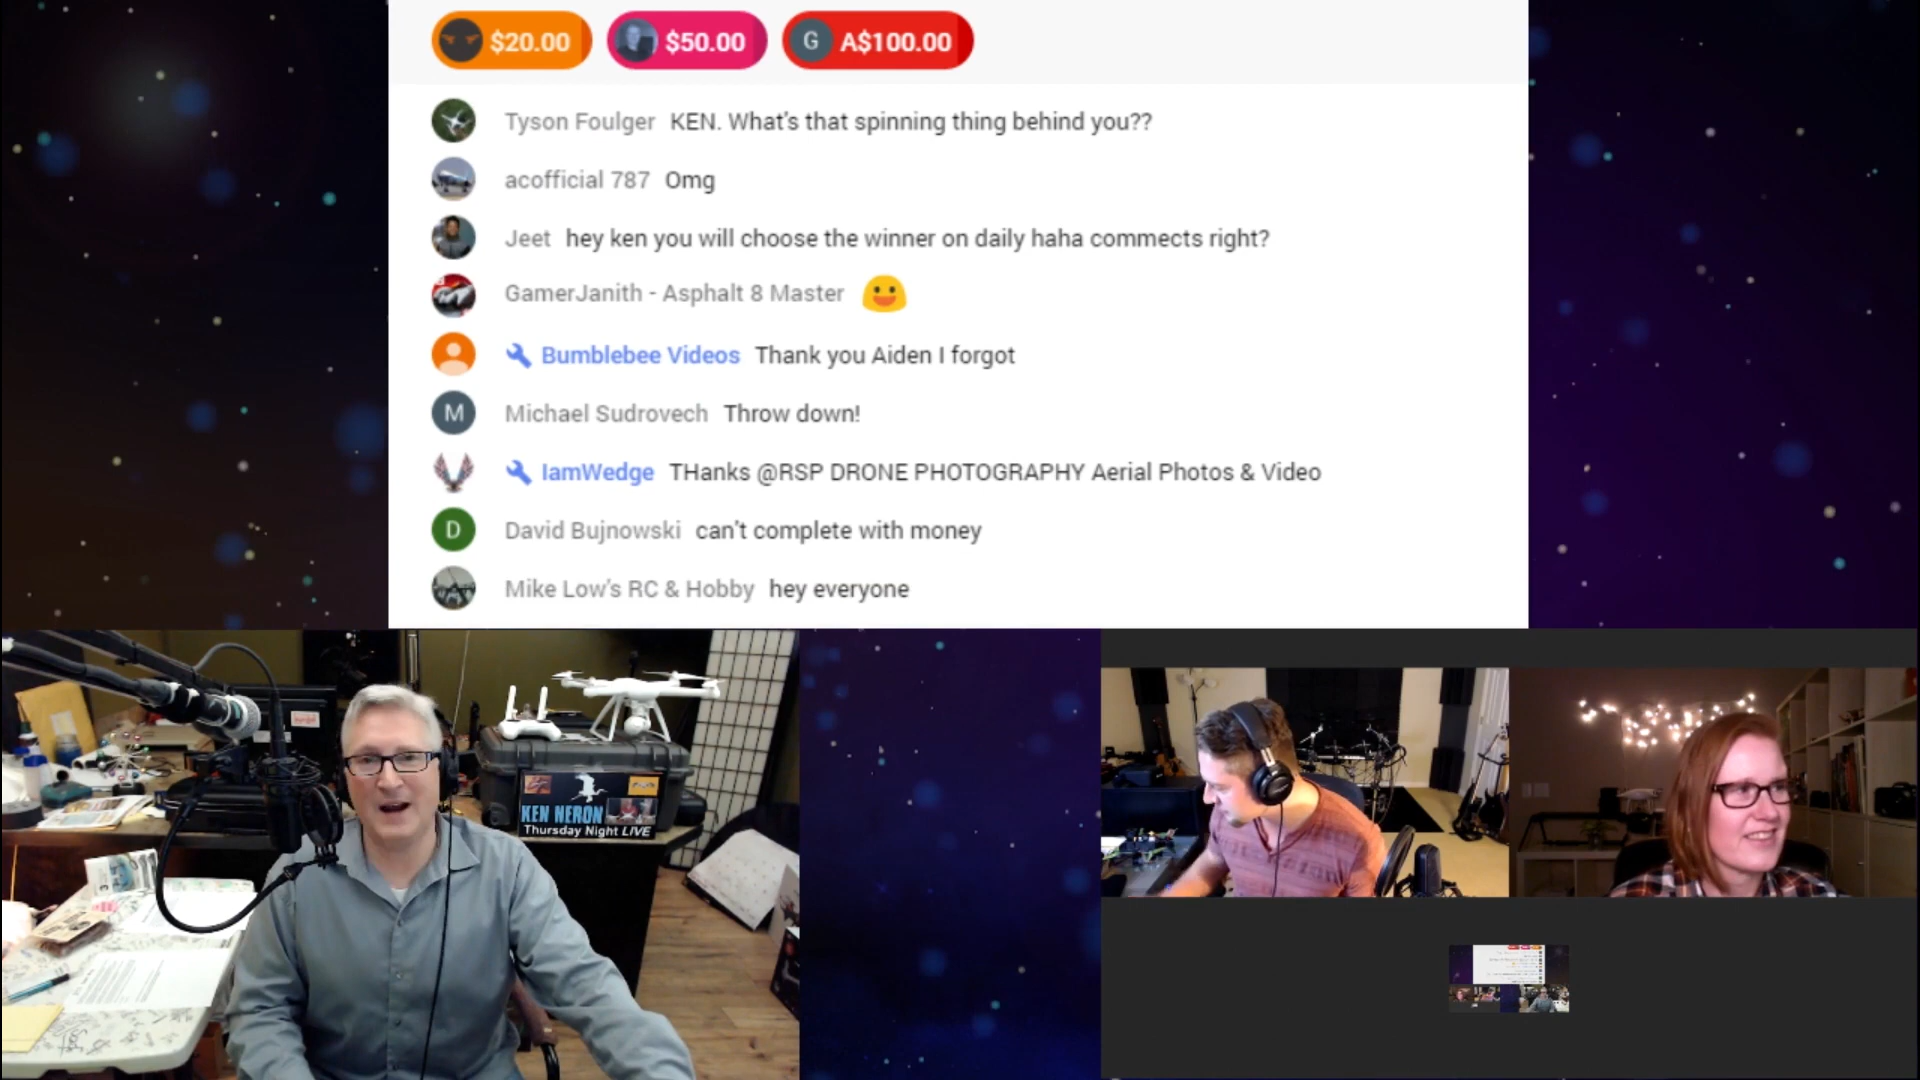 $20.00
$50.00
G A$100.00
Tyson Foulger KEN. What's that spinning thing behind you??
acofficial 787 Omg
Jeet hey ken you will choose the winner on daily haha commects right?
GamerJanith - Asphalt 8 Master
Bumblebee Videos Thank you Aiden I forgot
M Michael Sudrovech Throw down!
IamWedge THanks @RSP DRONE PHOTOGRAPHY Aerial Photos & Video
D David Bujnowski can't complete with money
Mike Low's RC & Hobby hey everyone
KEN NERON
Thursday Night LIVE